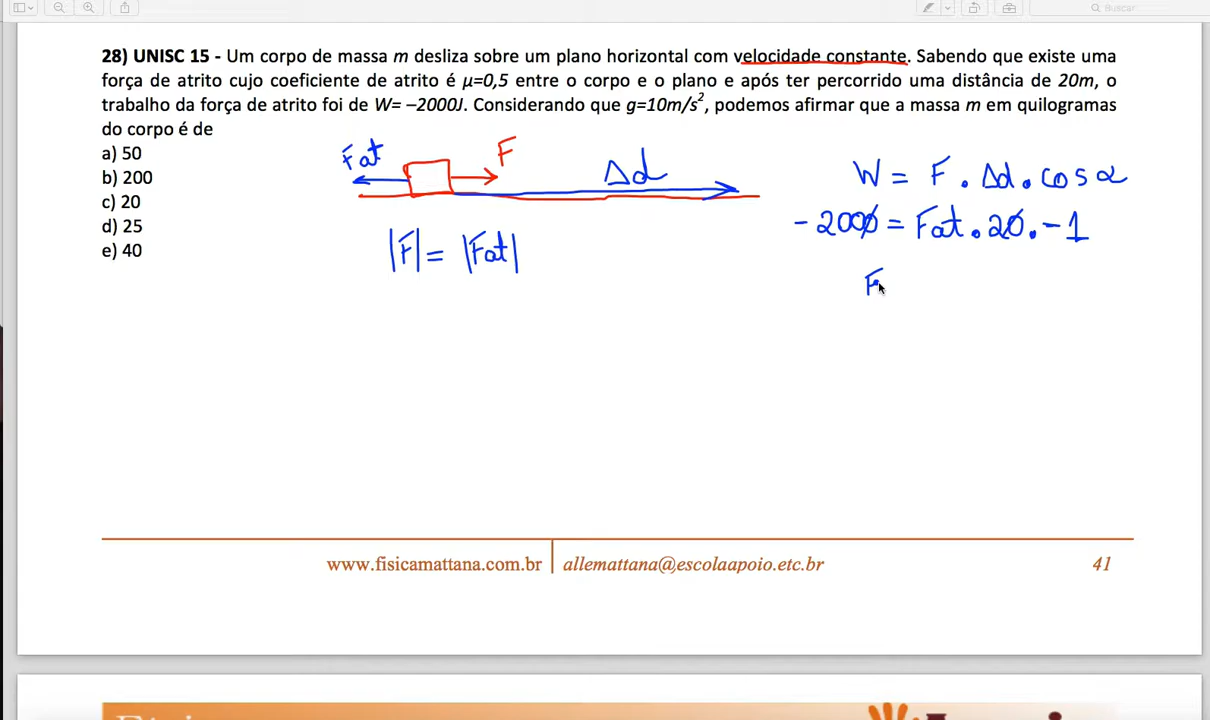 Buscar
28) UNISC 15 - Um corpo de massa m desliza sobre um plano horizontal com velocidade constante. Sabendo que existe uma
força de atrito cujo coeficiente de atrito é μ=0,5 entre o corpo e o plano e após ter percorrido uma distância de 20m, o
trabalho da força de atrito foi de W= –2000J. Considerando que g=10m/s², podemos afirmar que a massa m em quilogramas
do corpo é de
a) 50
b) 200
c) 20
d) 25
e) 40
Fat F Δd
W = F . Δd . cos α
- 2000 = Fat . 20 . - 1
|F| = |Fat|
F
www.fisicamattana.com.br allemattana@escolaapoio.etc.br 41